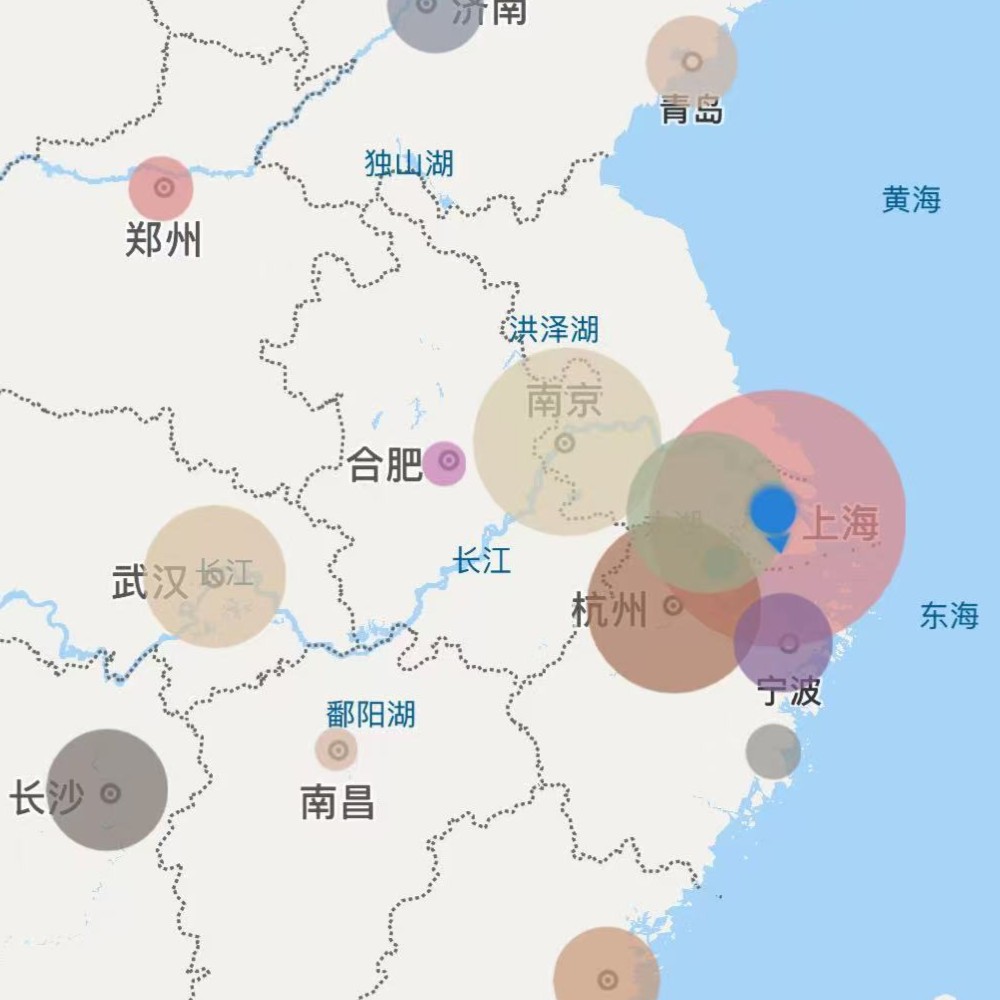 济南
青岛
独山湖
黄海
郑州
洪泽湖
南京
合肥
上海
太湖
长江
武汉
长江
杭州
东海
宁波
鄱阳湖
长沙
南昌